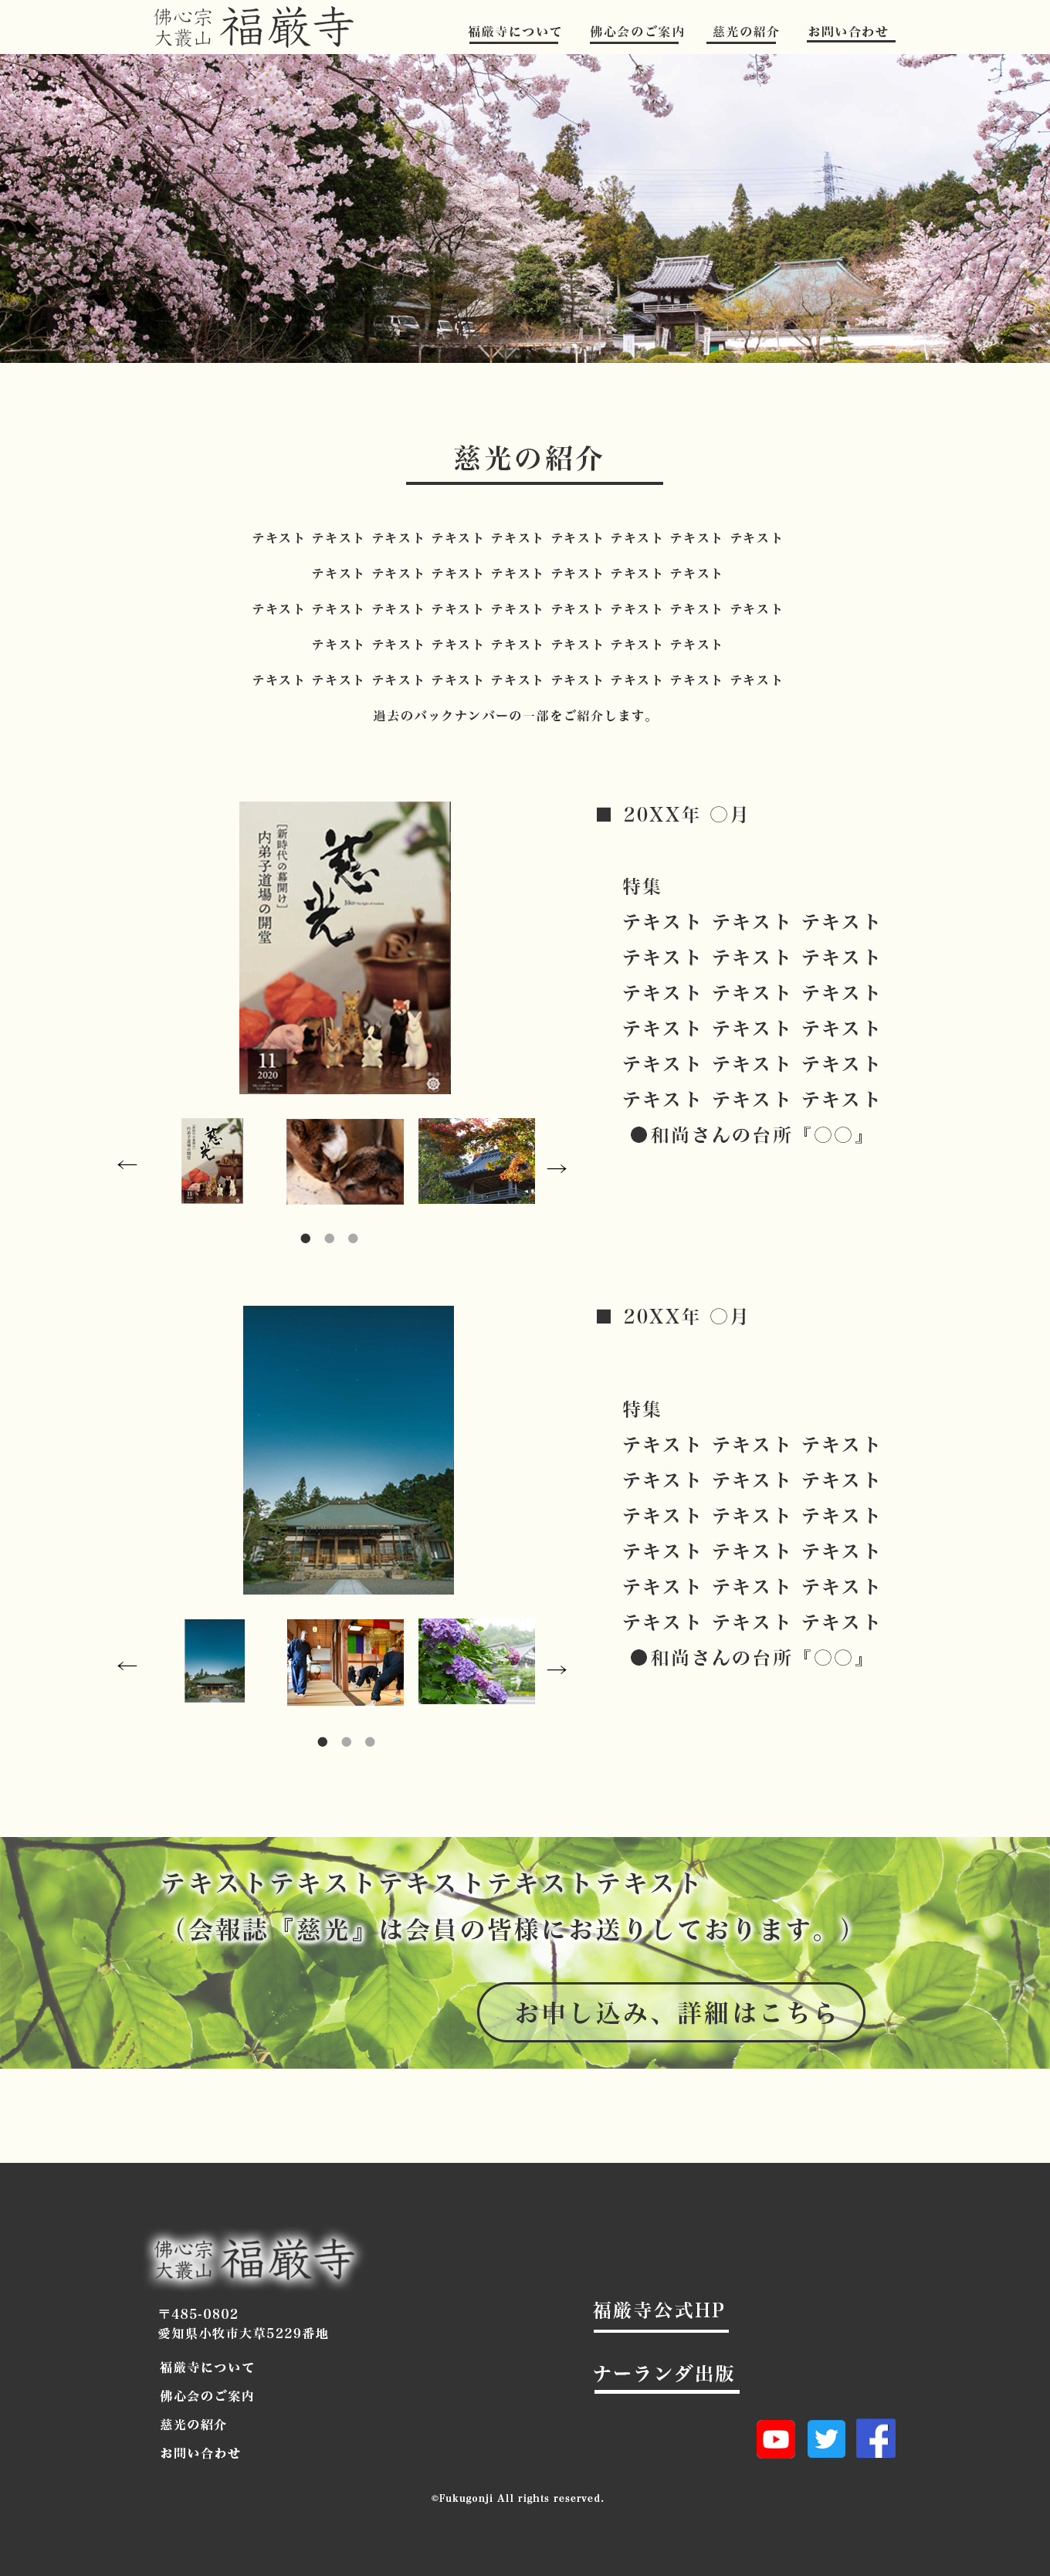 佛心宗
大叢山 福厳寺
福厳寺について 佛心会のご案内 慈光の紹介 お問い合わせ
慈光の紹介
テキスト テキスト テキスト テキスト テキスト テキスト テキスト テキスト テキスト
テキスト テキスト テキスト テキスト テキスト テキスト テキスト
テキスト テキスト テキスト テキスト テキスト テキスト テキスト テキスト テキスト
テキスト テキスト テキスト テキスト テキスト テキスト テキスト
テキスト テキスト テキスト テキスト テキスト テキスト テキスト テキスト テキスト
過去のバックナンバーの一部をご紹介します。
慈光
[新時代の幕開け]
内弟子道場の開堂
11
2020
■ 20XX年 〇月
特集
テキスト テキスト テキスト
テキスト テキスト テキスト
テキスト テキスト テキスト
テキスト テキスト テキスト
テキスト テキスト テキスト
テキスト テキスト テキスト
●和尚さんの台所『〇〇』
← →
■ 20XX年 〇月
特集
テキスト テキスト テキスト
テキスト テキスト テキスト
テキスト テキスト テキスト
テキスト テキスト テキスト
テキスト テキスト テキスト
テキスト テキスト テキスト
●和尚さんの台所『〇〇』
← →
テキストテキストテキストテキストテキスト
（会報誌『慈光』は会員の皆様にお送りしております。）
お申し込み、詳細はこちら
佛心宗
大叢山 福厳寺
〒485-0802
愛知県小牧市大草5229番地
福厳寺について
佛心会のご案内
慈光の紹介
お問い合わせ
福厳寺公式HP
ナーランダ出版
©Fukugonji All rights reserved.